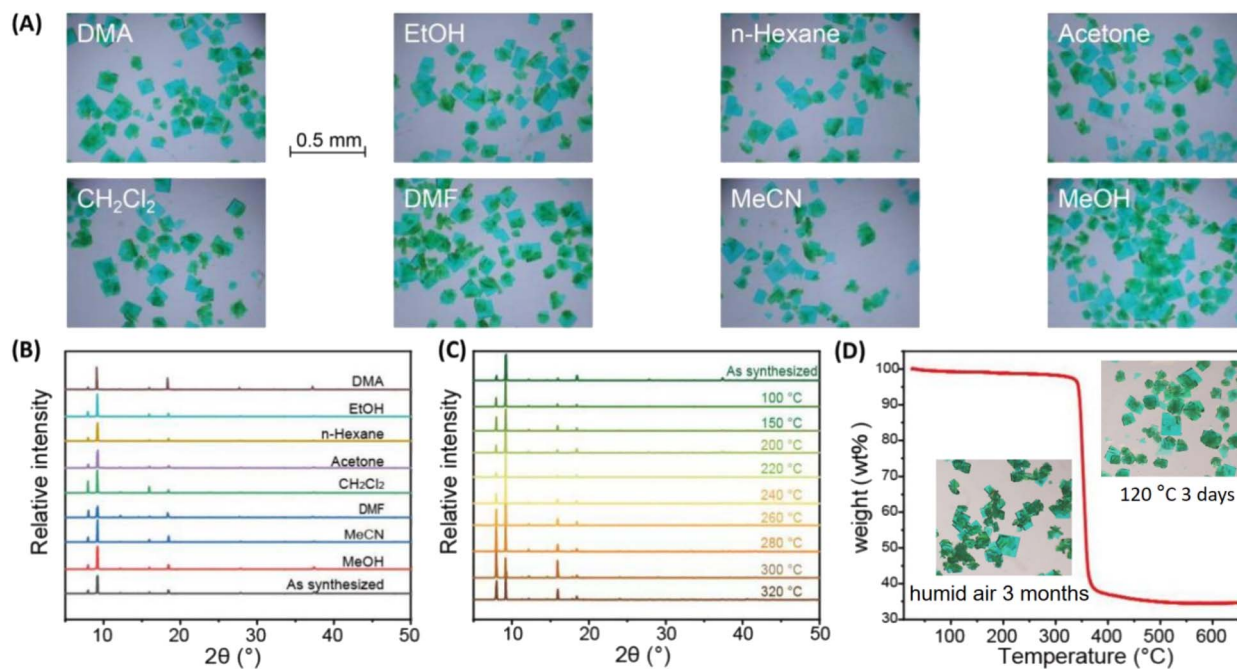 (A)
DMA
EtOH
n-Hexane
Acetone
0.5 mm
CH₂Cl₂
DMF
MeCN
MeOH
(B)
Relative intensity
DMA
EtOH
n-Hexane
Acetone
CH₂Cl₂
DMF
MeCN
MeOH
As synthesized
10 20 30 40 50
2θ (°)
(C)
Relative intensity
As synthesized
100 °C
150 °C
200 °C
220 °C
240 °C
260 °C
280 °C
300 °C
320 °C
10 20 30 40 50
2θ (°)
(D)
weight (wt%)
100
90
80
70
60
50
40
30
120 °C 3 days
humid air 3 months
100 200 300 400 500 600
Temperature (°C)